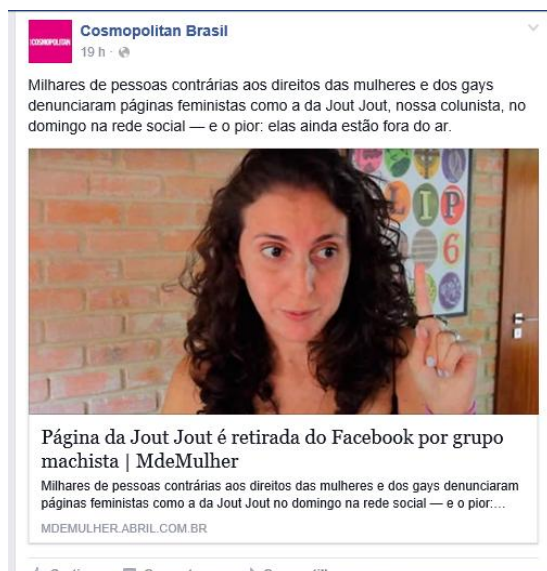 COSMOPOLITAN
Cosmopolitan Brasil
19 h ·
Milhares de pessoas contrárias aos direitos das mulheres e dos gays
denunciaram páginas feministas como a da Jout Jout, nossa colunista, no
domingo na rede social — e o pior: elas ainda estão fora do ar.
LIP
6
Página da Jout Jout é retirada do Facebook por grupo
machista | MdeMulher
Milhares de pessoas contrárias aos direitos das mulheres e dos gays denunciaram
páginas feministas como a da Jout Jout no domingo na rede social — e o pior:...
MDEMULHER.ABRIL.COM.BR